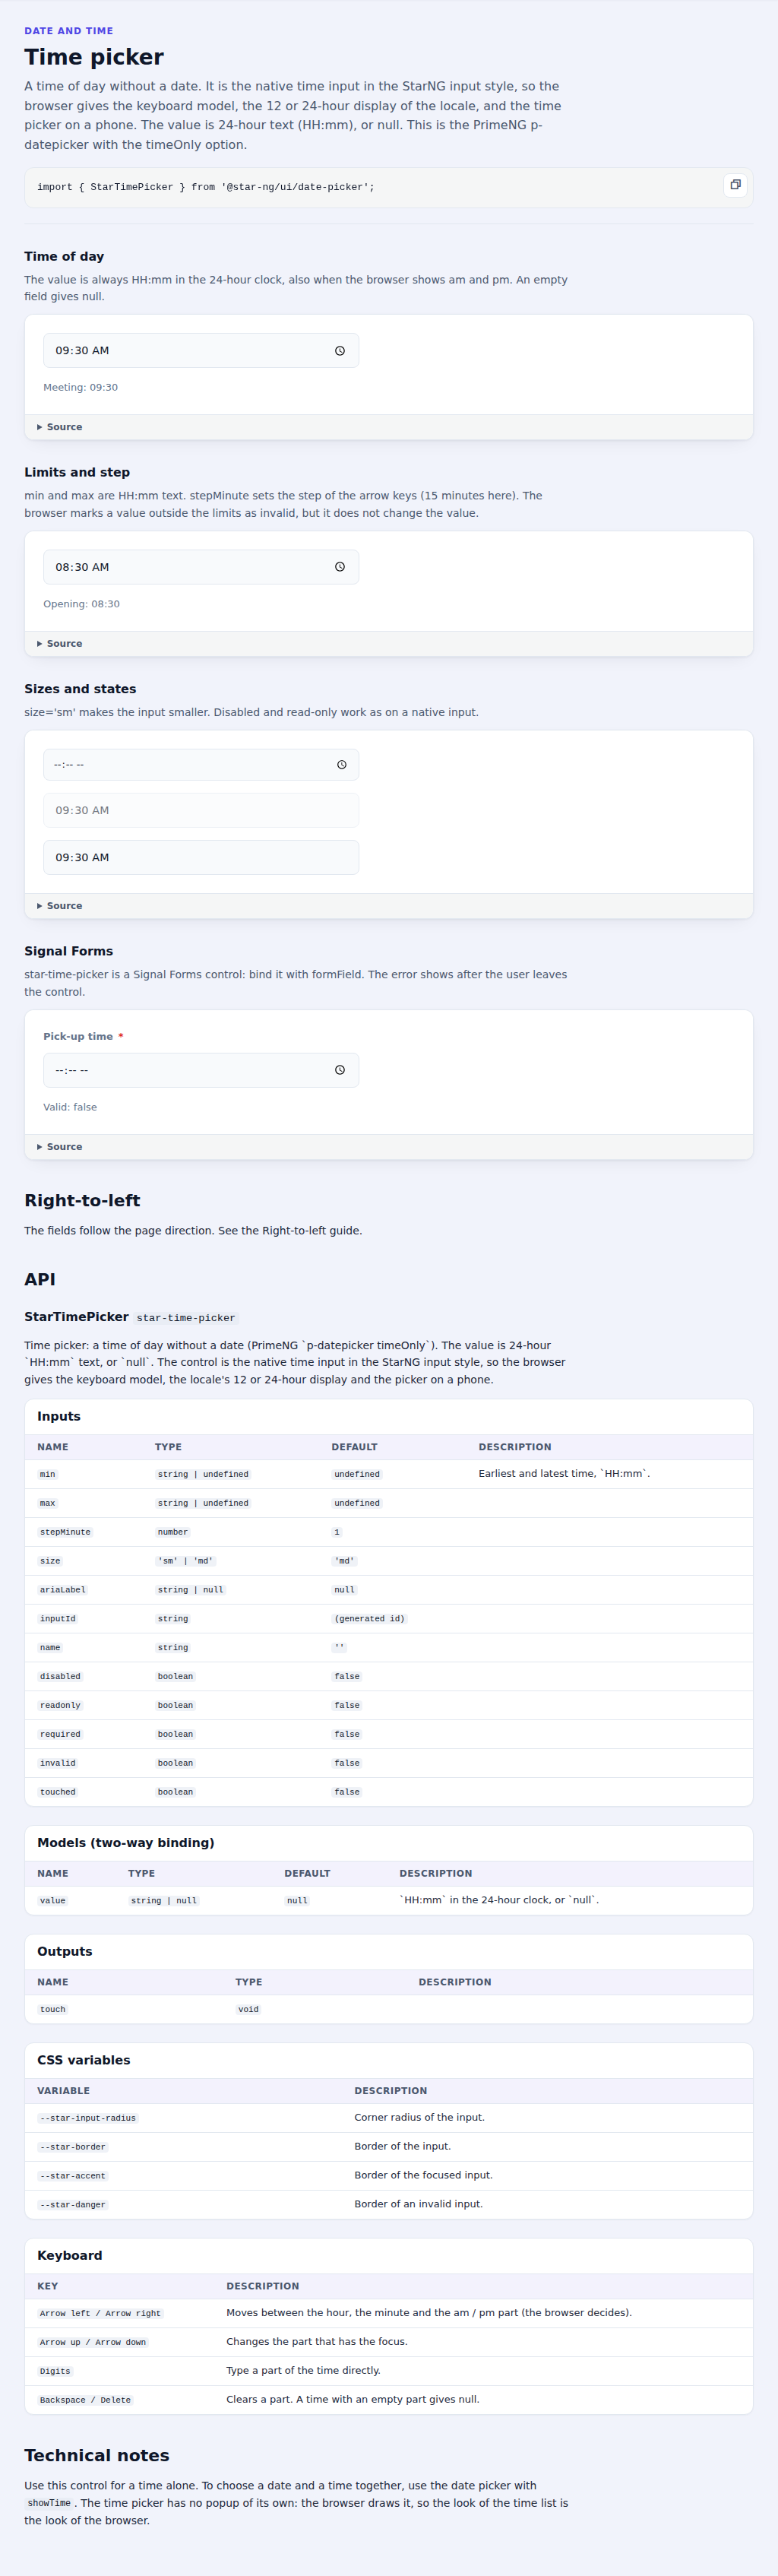 DATE AND TIME
Time picker
A time of day without a date. It is the native time input in the StarNG input style, so the
browser gives the keyboard model, the 12 or 24-hour display of the locale, and the time
picker on a phone. The value is 24-hour text (HH:mm), or null. This is the PrimeNG p-
datepicker with the timeOnly option.
import { StarTimePicker } from '@star-ng/ui/date-picker';
Time of day
The value is always HH:mm in the 24-hour clock, also when the browser shows am and pm. An empty
field gives null.
09:30 AM
Meeting: 09:30
Source
Limits and step
min and max are HH:mm text. stepMinute sets the step of the arrow keys (15 minutes here). The
browser marks a value outside the limits as invalid, but it does not change the value.
08:30 AM
Opening: 08:30
Source
Sizes and states
size='sm' makes the input smaller. Disabled and read-only work as on a native input.
--:-- --
09:30 AM
09:30 AM
Source
Signal Forms
star-time-picker is a Signal Forms control: bind it with formField. The error shows after the user leaves
the control.
Pick-up time *
--:-- --
Valid: false
Source
Right-to-left
The fields follow the page direction. See the Right-to-left guide.
API
StarTimePicker star-time-picker
Time picker: a time of day without a date (PrimeNG `p-datepicker timeOnly`). The value is 24-hour
`HH:mm` text, or `null`. The control is the native time input in the StarNG input style, so the browser
gives the keyboard model, the locale's 12 or 24-hour display and the picker on a phone.
Inputs
NAME TYPE DEFAULT DESCRIPTION
min string | undefined undefined Earliest and latest time, `HH:mm`.
max string | undefined undefined
stepMinute number 1
size 'sm' | 'md' 'md'
ariaLabel string | null null
inputId string (generated id)
name string ''
disabled boolean false
readonly boolean false
required boolean false
invalid boolean false
touched boolean false
Models (two-way binding)
NAME TYPE DEFAULT DESCRIPTION
value string | null null `HH:mm` in the 24-hour clock, or `null`.
Outputs
NAME TYPE DESCRIPTION
touch void
CSS variables
VARIABLE DESCRIPTION
--star-input-radius Corner radius of the input.
--star-border Border of the input.
--star-accent Border of the focused input.
--star-danger Border of an invalid input.
Keyboard
KEY DESCRIPTION
Arrow left / Arrow right Moves between the hour, the minute and the am / pm part (the browser decides).
Arrow up / Arrow down Changes the part that has the focus.
Digits Type a part of the time directly.
Backspace / Delete Clears a part. A time with an empty part gives null.
Technical notes
Use this control for a time alone. To choose a date and a time together, use the date picker with
showTime. The time picker has no popup of its own: the browser draws it, so the look of the time list is
the look of the browser.